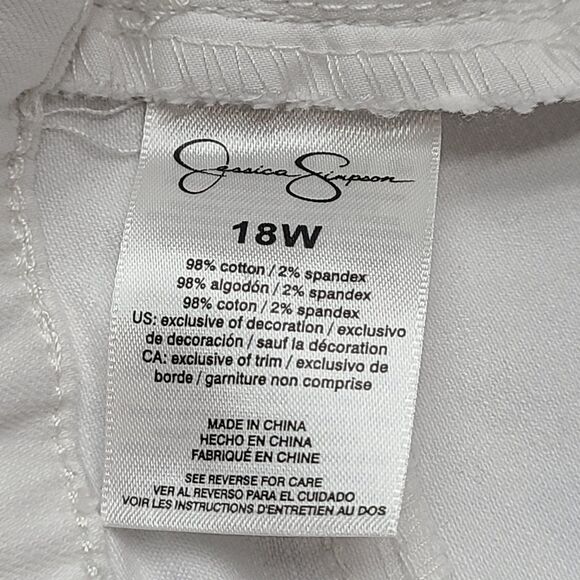 Jessica Simpson
18W
98% cotton / 2% spandex
98% algodón / 2% spandex
98% coton / 2% spandex
US: exclusive of decoration / exclusivo
de decoración / sauf la décoration
CA: exclusive of trim / exclusivo de
borde / garniture non comprise
MADE IN CHINA
HECHO EN CHINA
FABRIQUÉ EN CHINE
SEE REVERSE FOR CARE
VER AL REVERSO PARA EL CUIDADO
VOIR LES INSTRUCTIONS D'ENTRETIEN AU DOS